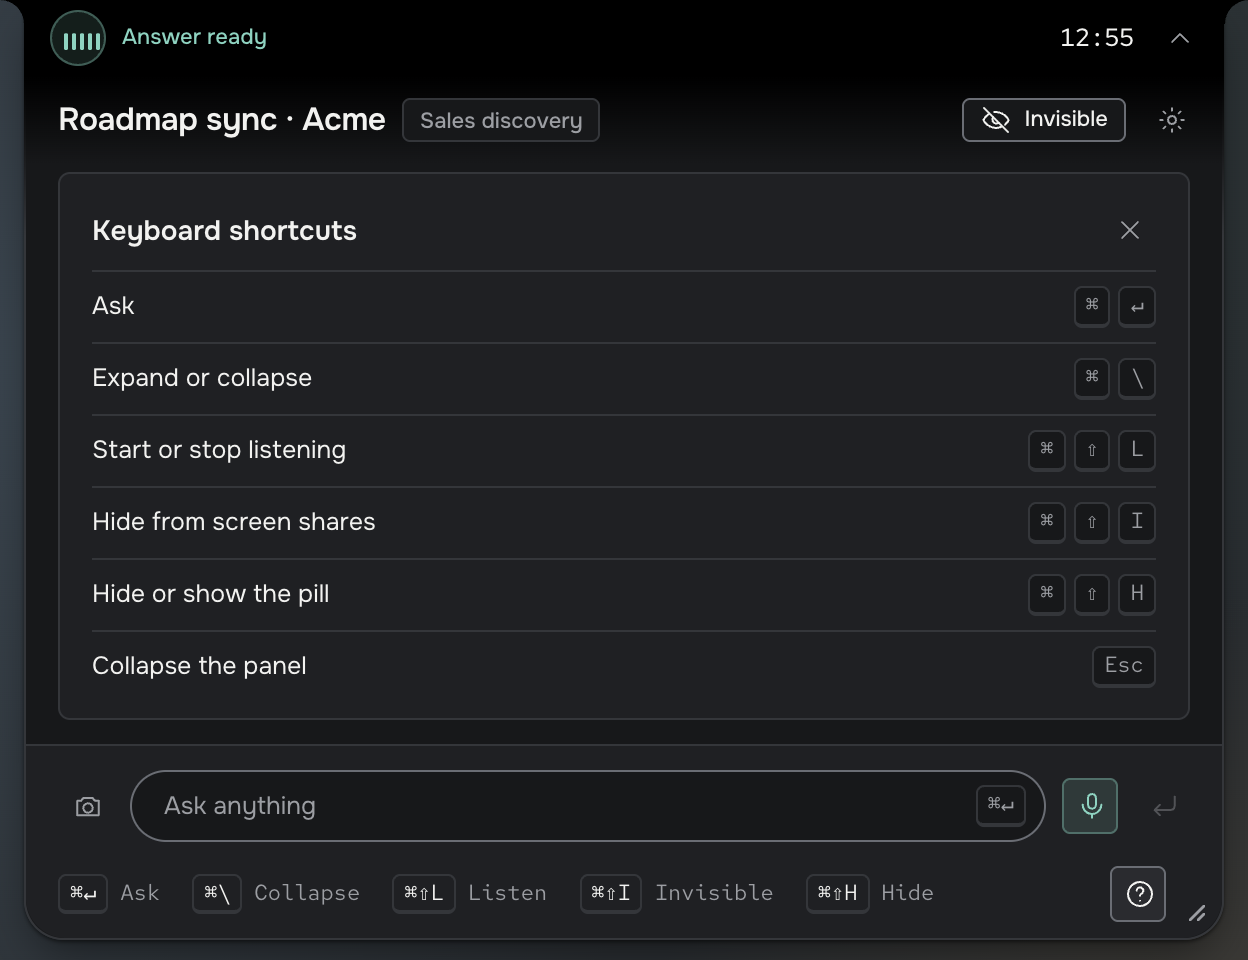 Answer ready
12:55
Roadmap sync · Acme
Sales discovery
Invisible
Keyboard shortcuts
Ask ⌘ ↵
Expand or collapse ⌘ \
Start or stop listening ⌘ ⇧ L
Hide from screen shares ⌘ ⇧ I
Hide or show the pill ⌘ ⇧ H
Collapse the panel Esc
Ask anything ⌘↵
⌘↵ Ask ⌘\ Collapse ⌘⇧L Listen ⌘⇧I Invisible ⌘⇧H Hide